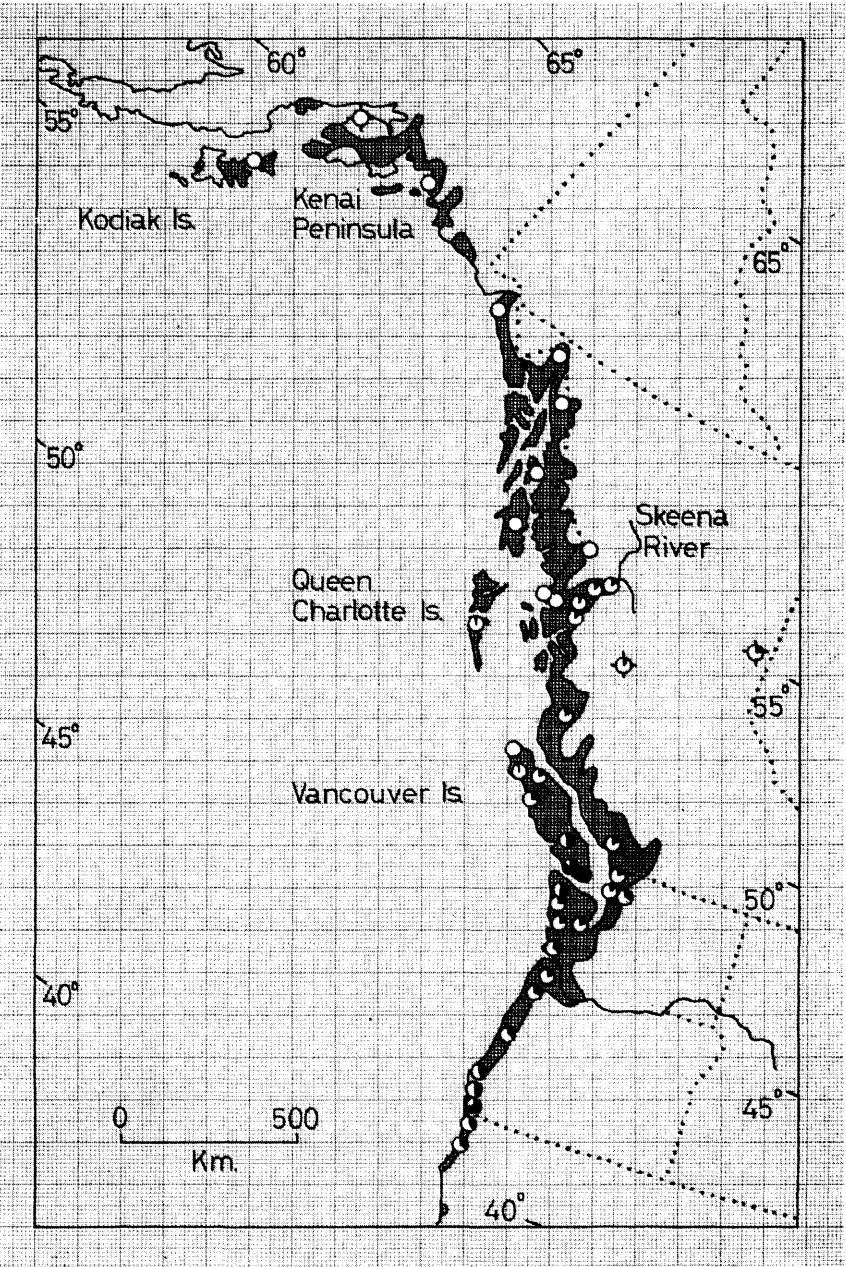 60°
65°
55°
65°
Kodiak Is.
Kenai
Peninsula
50°
Skeena
River
Queen
Charlotte Is.
55°
45°
Vancouver Is.
50°
40°
45°
0 500
Km.
40°